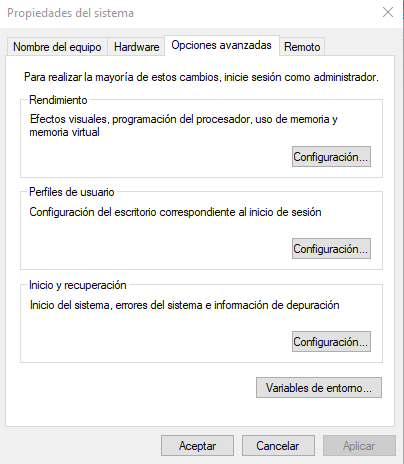 Propiedades del sistema
Nombre del equipo
Hardware
Opciones avanzadas
Remoto
Para realizar la mayoría de estos cambios, inicie sesión como administrador.
Rendimiento
Efectos visuales, programación del procesador, uso de memoria y
memoria virtual
Configuración...
Perfiles de usuario
Configuración del escritorio correspondiente al inicio de sesión
Configuración...
Inicio y recuperación
Inicio del sistema, errores del sistema e información de depuración
Configuración...
Variables de entorno...
Aceptar
Cancelar
Aplicar